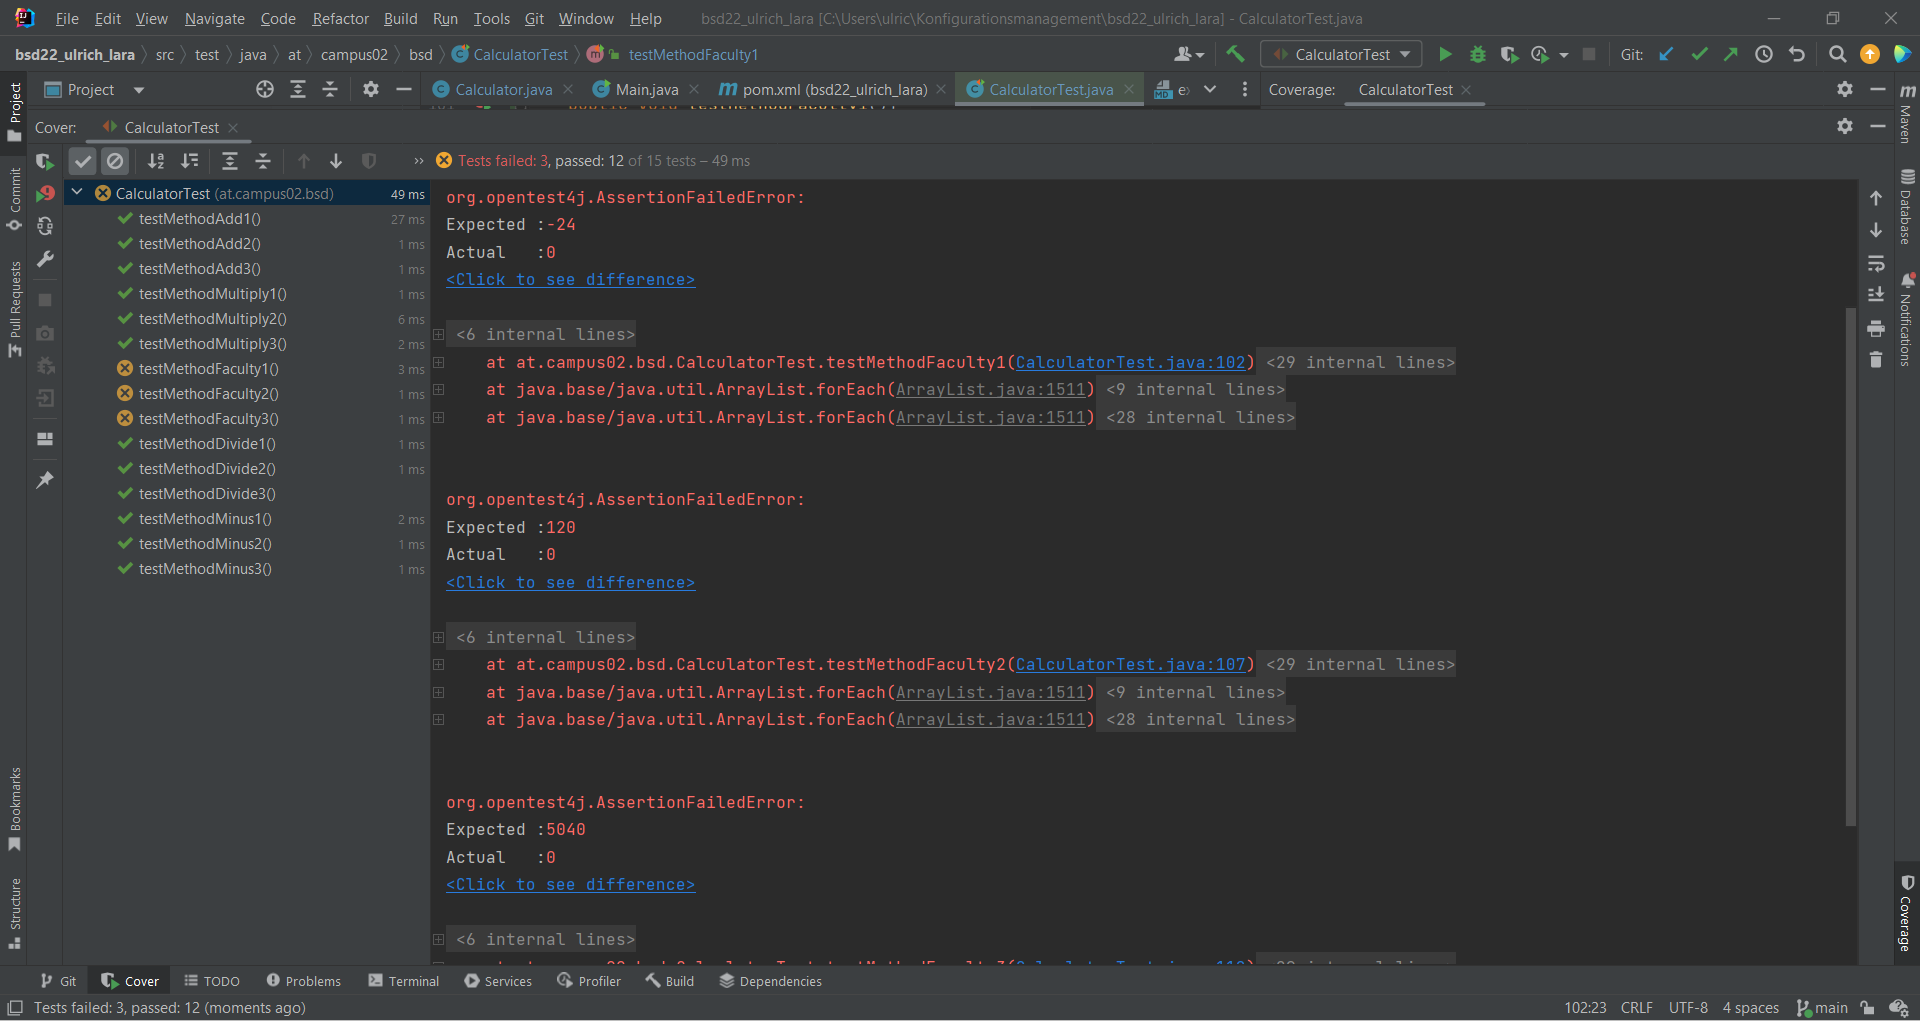 File Edit View Navigate Code Refactor Build Run Tools Git Window Help bsd22_ulrich_lara [C:\Users\ulric\Konfigurationsmanagement\bsd22_ulrich_lara] - CalculatorTest.java
bsd22_ulrich_lara src test java at campus02 bsd CalculatorTest testMethodFaculty1 CalculatorTest Git:
Project Calculator.java Main.java pom.xml (bsd22_ulrich_lara) CalculatorTest.java Coverage: CalculatorTest
Cover: CalculatorTest
Tests failed: 3, passed: 12 of 15 tests – 49 ms
CalculatorTest (at.campus02.bsd) 49 ms
testMethodAdd1() 27 ms
testMethodAdd2() 1 ms
testMethodAdd3() 1 ms
testMethodMultiply1() 1 ms
testMethodMultiply2() 6 ms
testMethodMultiply3() 2 ms
testMethodFaculty1() 3 ms
testMethodFaculty2() 1 ms
testMethodFaculty3() 1 ms
testMethodDivide1() 1 ms
testMethodDivide2() 1 ms
testMethodDivide3()
testMethodMinus1() 2 ms
testMethodMinus2() 1 ms
testMethodMinus3() 1 ms
org.opentest4j.AssertionFailedError:
Expected :-24
Actual :0
<Click to see difference>
<6 internal lines>
at at.campus02.bsd.CalculatorTest.testMethodFaculty1(CalculatorTest.java:102) <29 internal lines>
at java.base/java.util.ArrayList.forEach(ArrayList.java:1511) <9 internal lines>
at java.base/java.util.ArrayList.forEach(ArrayList.java:1511) <28 internal lines>
org.opentest4j.AssertionFailedError:
Expected :120
Actual :0
<Click to see difference>
<6 internal lines>
at at.campus02.bsd.CalculatorTest.testMethodFaculty2(CalculatorTest.java:107) <29 internal lines>
at java.base/java.util.ArrayList.forEach(ArrayList.java:1511) <9 internal lines>
at java.base/java.util.ArrayList.forEach(ArrayList.java:1511) <28 internal lines>
org.opentest4j.AssertionFailedError:
Expected :5040
Actual :0
<Click to see difference>
<6 internal lines>
Project
Commit
Pull Requests
Bookmarks
Structure
Maven
Database
Notifications
Coverage
Git Cover TODO Problems Terminal Services Profiler Build Dependencies
Tests failed: 3, passed: 12 (moments ago) 102:23 CRLF UTF-8 4 spaces main